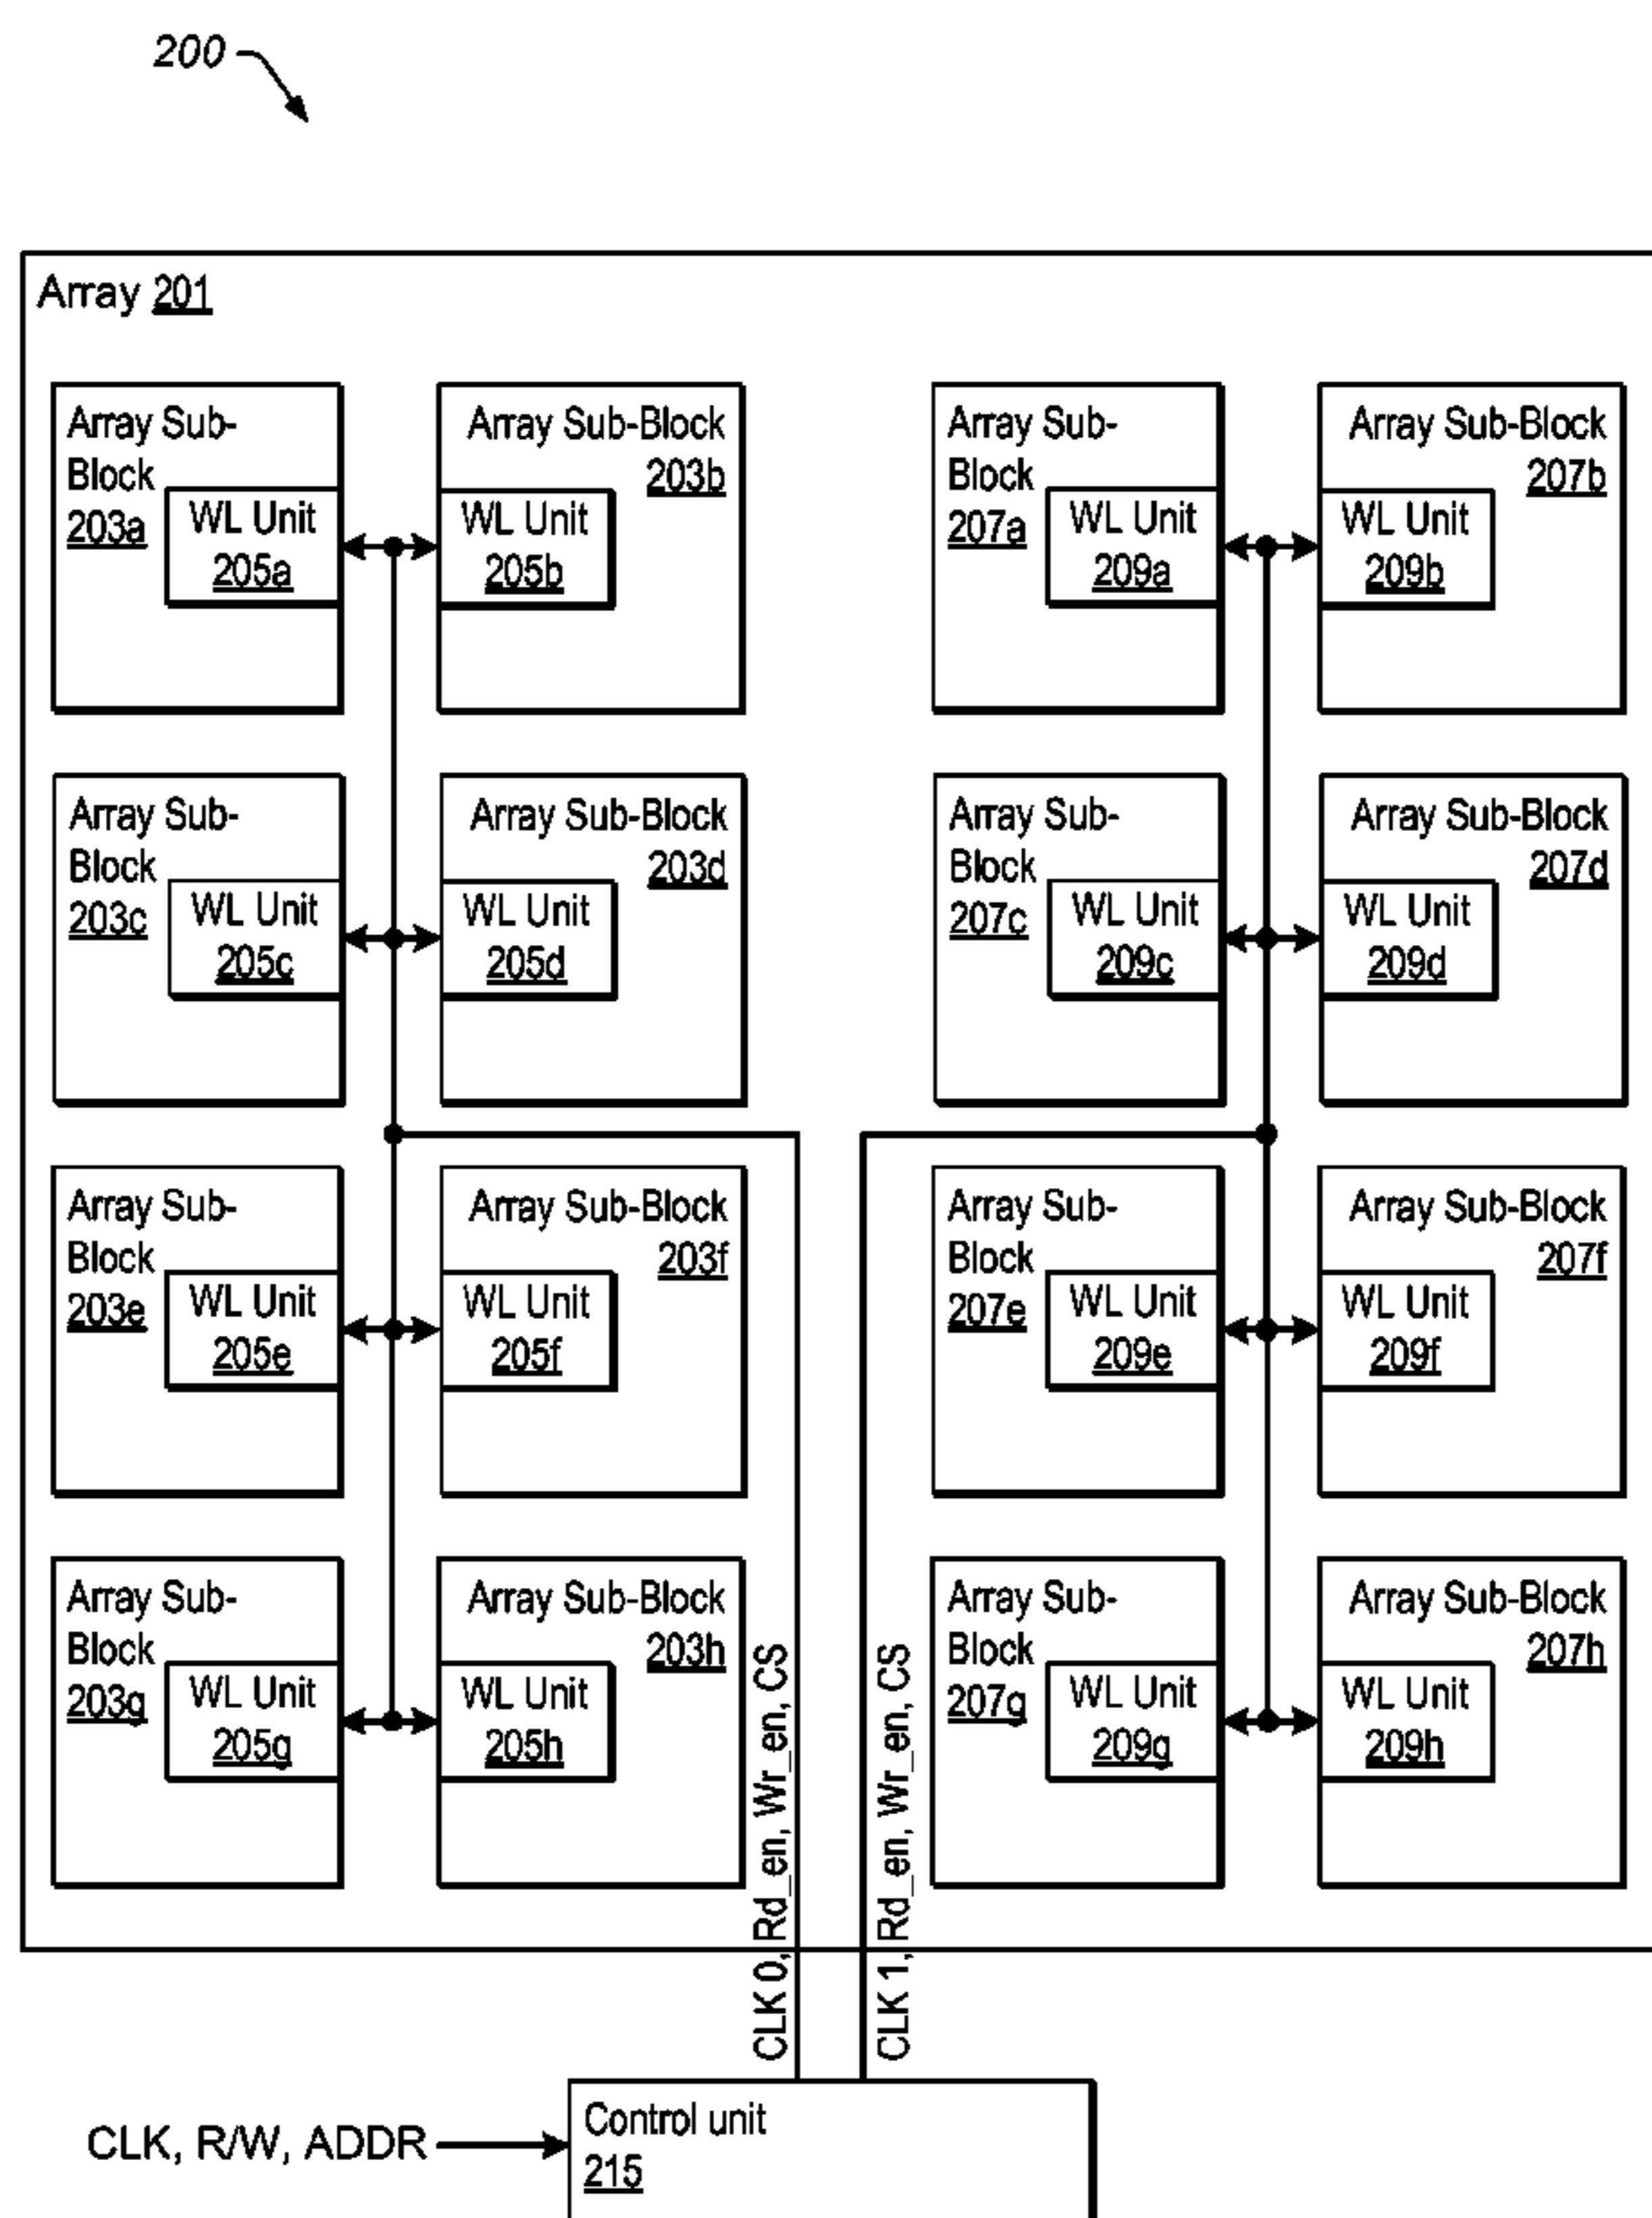 200
Array 201
Array Sub-
Block
203a
WL Unit
205a
Array Sub-Block
203b
WL Unit
205b
Array Sub-
Block
207a
WL Unit
209a
Array Sub-Block
207b
WL Unit
209b
Array Sub-
Block
203c
WL Unit
205c
Array Sub-Block
203d
WL Unit
205d
Array Sub-
Block
207c
WL Unit
209c
Array Sub-Block
207d
WL Unit
209d
Array Sub-
Block
203e
WL Unit
205e
Array Sub-Block
203f
WL Unit
205f
Array Sub-
Block
207e
WL Unit
209e
Array Sub-Block
207f
WL Unit
209f
Array Sub-
Block
203g
WL Unit
205g
Array Sub-Block
203h
WL Unit
205h
Array Sub-
Block
207g
WL Unit
209g
Array Sub-Block
207h
WL Unit
209h
CLK 0, Rd_en, Wr_en, CS
CLK 1, Rd_en, Wr_en, CS
CLK, R/W, ADDR
Control unit
215